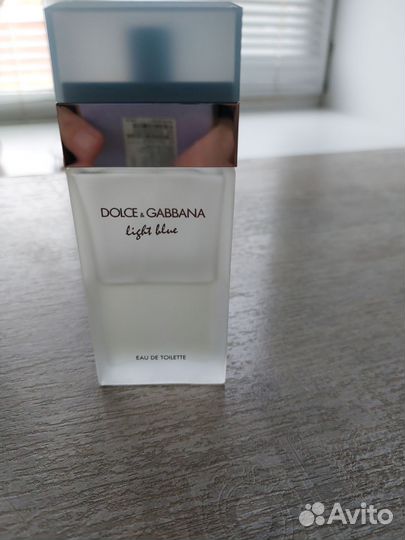 DOLCE & GABBANA
light blue
EAU DE TOILETTE
Avito